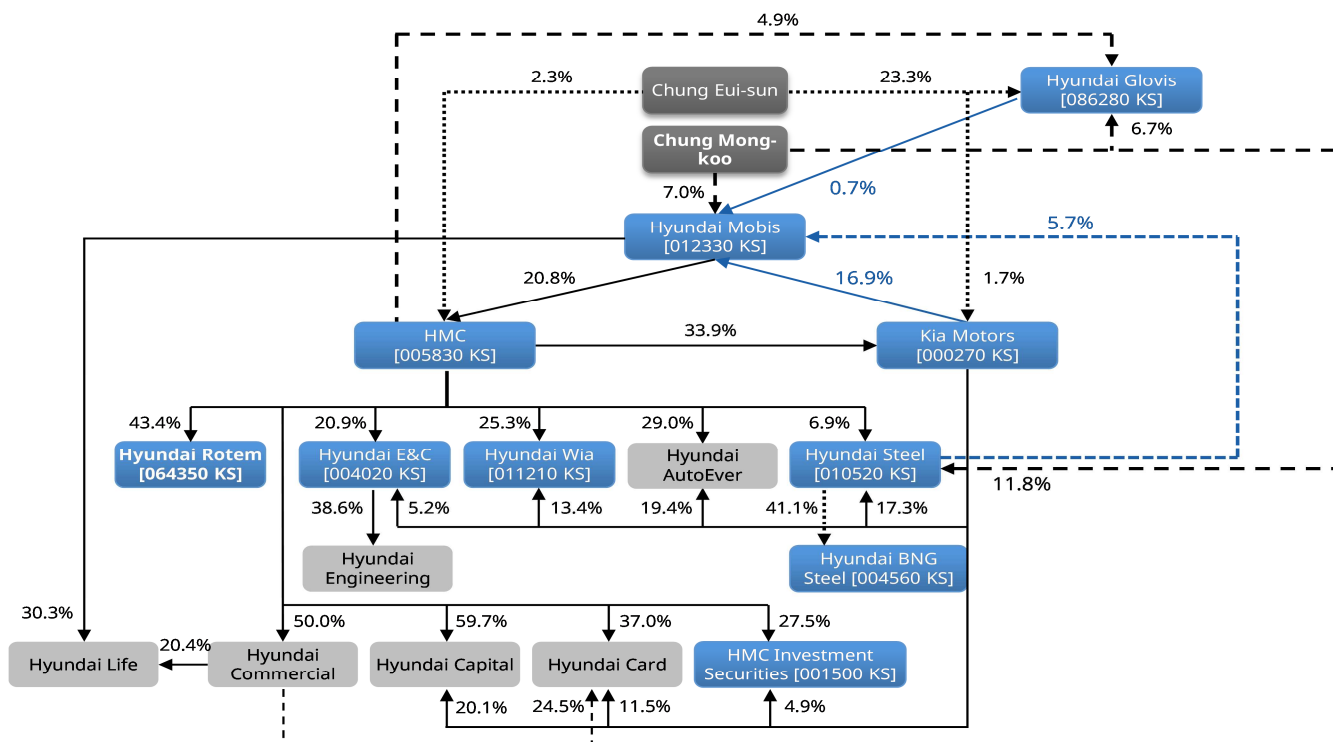 4.9%
2.3%
Chung Eui-sun
23.3%
Hyundai Glovis
[086280 KS]
Chung Mong-
koo
6.7%
7.0%
0.7%
Hyundai Mobis
[012330 KS]
5.7%
20.8%
16.9%
1.7%
HMC
[005830 KS]
33.9%
Kia Motors
[000270 KS]
43.4%
20.9%
25.3%
29.0%
6.9%
Hyundai Rotem
[064350 KS]
Hyundai E&C
[004020 KS]
Hyundai Wia
[011210 KS]
Hyundai
AutoEver
Hyundai Steel
[010520 KS]
11.8%
38.6%
5.2%
13.4%
19.4%
41.1%
17.3%
Hyundai
Engineering
Hyundai BNG
Steel [004560 KS]
30.3%
50.0%
59.7%
37.0%
27.5%
Hyundai Life
20.4%
Hyundai
Commercial
Hyundai Capital
Hyundai Card
HMC Investment
Securities [001500 KS]
20.1%
24.5%
11.5%
4.9%